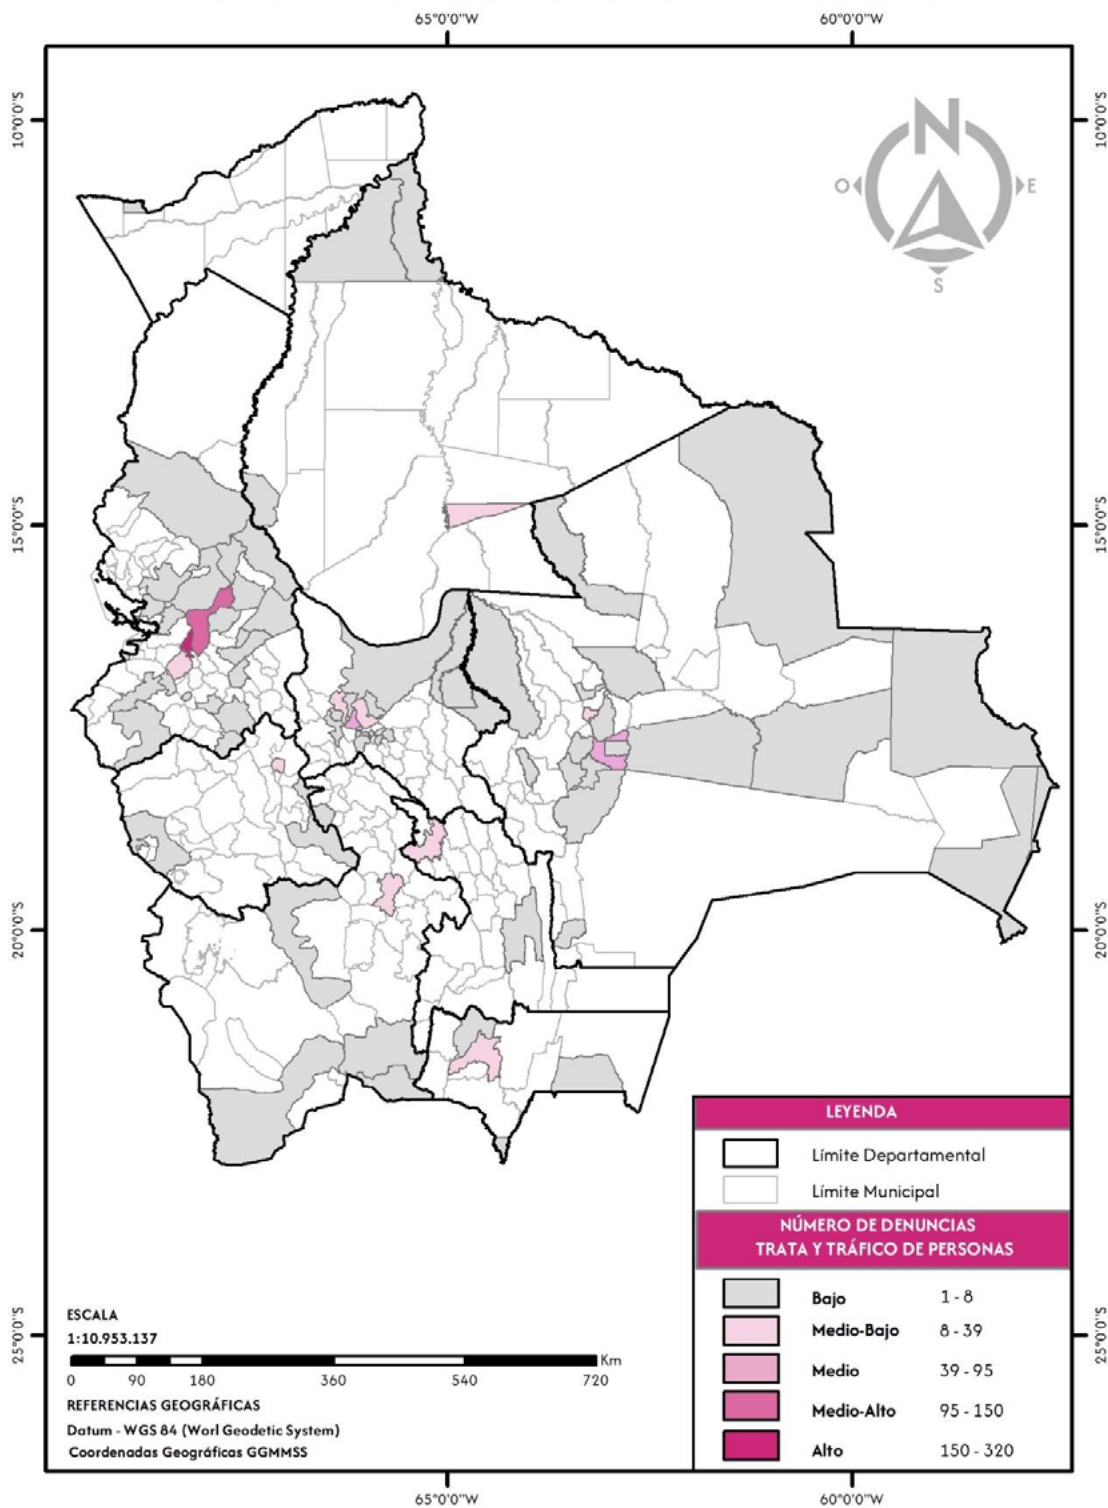 65°0'0"W 60°0'0"W
10°0'0"S 10°0'0"S
N
O E
S
15°0'0"S 15°0'0"S
20°0'0"S 20°0'0"S
LEYENDA
Límite Departamental
Límite Municipal
NÚMERO DE DENUNCIAS
TRATA Y TRÁFICO DE PERSONAS
Bajo 1 - 8
Medio-Bajo 8 - 39
Medio 39 - 95
Medio-Alto 95 - 150
Alto 150 - 320
25°0'0"S 25°0'0"S
ESCALA
1:10.953.137
Km
0 90 180 360 540 720
REFERENCIAS GEOGRÁFICAS
Datum - WGS 84 (Worl Geodetic System)
Coordenadas Geográficas GGMMSS
65°0'0"W 60°0'0"W